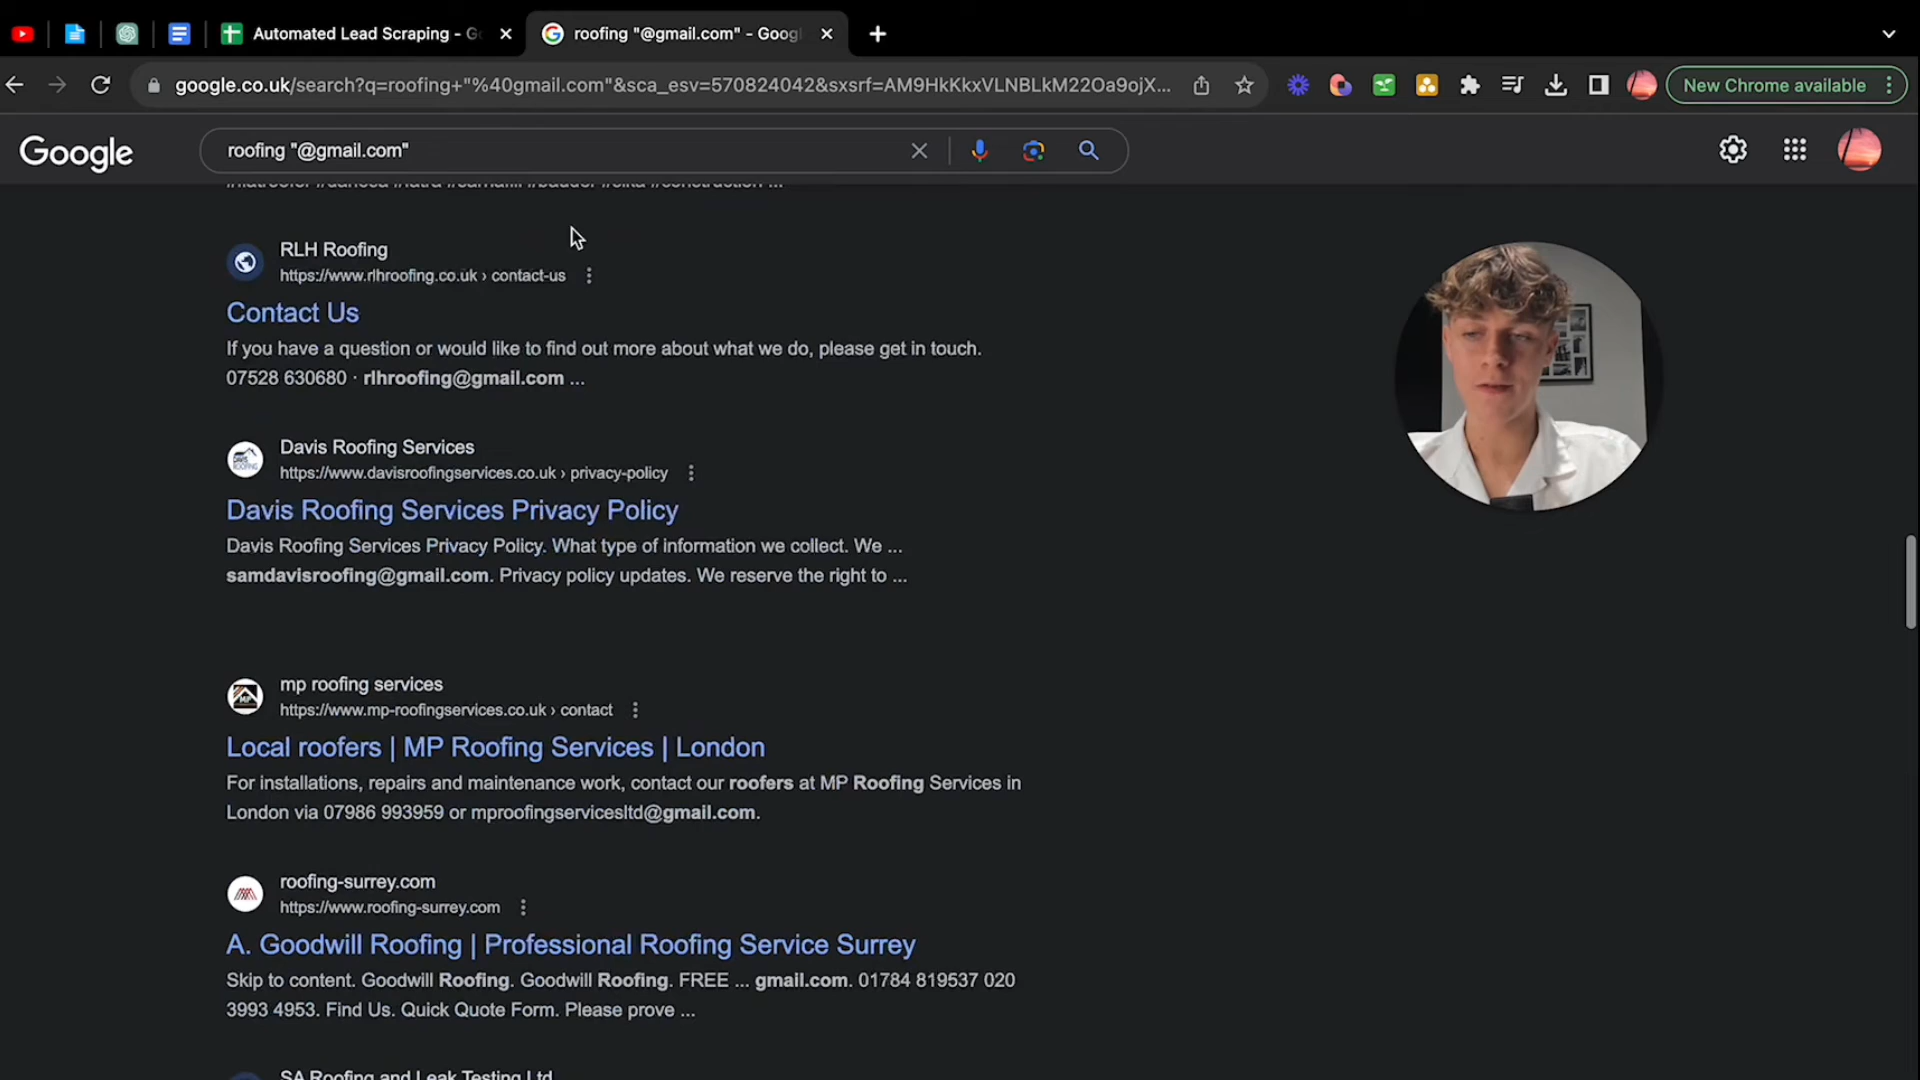 Automated Lead Scraping - Go
roofing "@gmail.com" - Googl
google.co.uk/search?q=roofing+"%40gmail.com"&sca_esv=570824042&sxsrf=AM9HkKkxVLNBLkM22Oa9ojX...
New Chrome available
Google
roofing "@gmail.com"
RLH Roofing
https://www.rlhroofing.co.uk › contact-us
Contact Us
If you have a question or would like to find out more about what we do, please get in touch.
07528 630680 · rlhroofing@gmail.com ...
Davis Roofing Services
https://www.davisroofingservices.co.uk › privacy-policy
Davis Roofing Services Privacy Policy
Davis Roofing Services Privacy Policy. What type of information we collect. We ...
samdavisroofing@gmail.com. Privacy policy updates. We reserve the right to ...
mp roofing services
https://www.mp-roofingservices.co.uk › contact
Local roofers | MP Roofing Services | London
For installations, repairs and maintenance work, contact our roofers at MP Roofing Services in
London via 07986 993959 or mproofingservicesltd@gmail.com.
roofing-surrey.com
https://www.roofing-surrey.com
A. Goodwill Roofing | Professional Roofing Service Surrey
Skip to content. Goodwill Roofing. Goodwill Roofing. FREE ... gmail.com. 01784 819537 020
3993 4953. Find Us. Quick Quote Form. Please prove ...
SA Roofing and Leak Testing Ltd